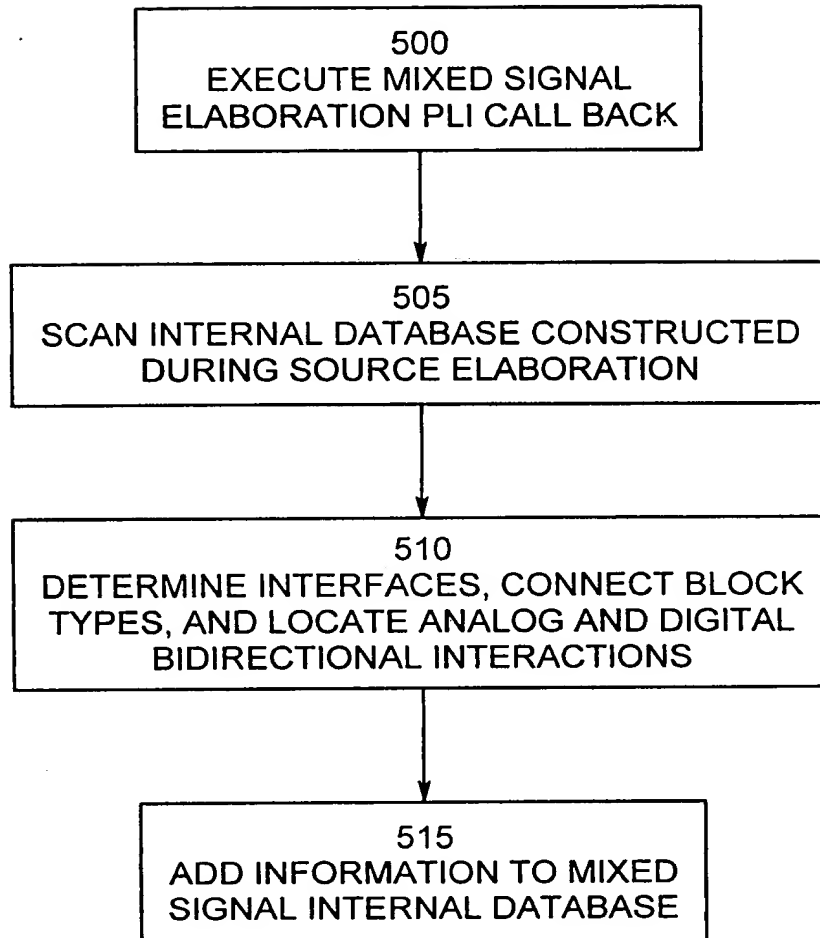 500
EXECUTE MIXED SIGNAL
ELABORATION PLI CALL BACK
505
SCAN INTERNAL DATABASE CONSTRUCTED
DURING SOURCE ELABORATION
510
DETERMINE INTERFACES, CONNECT BLOCK
TYPES, AND LOCATE ANALOG AND DIGITAL
BIDIRECTIONAL INTERACTIONS
515
ADD INFORMATION TO MIXED
SIGNAL INTERNAL DATABASE